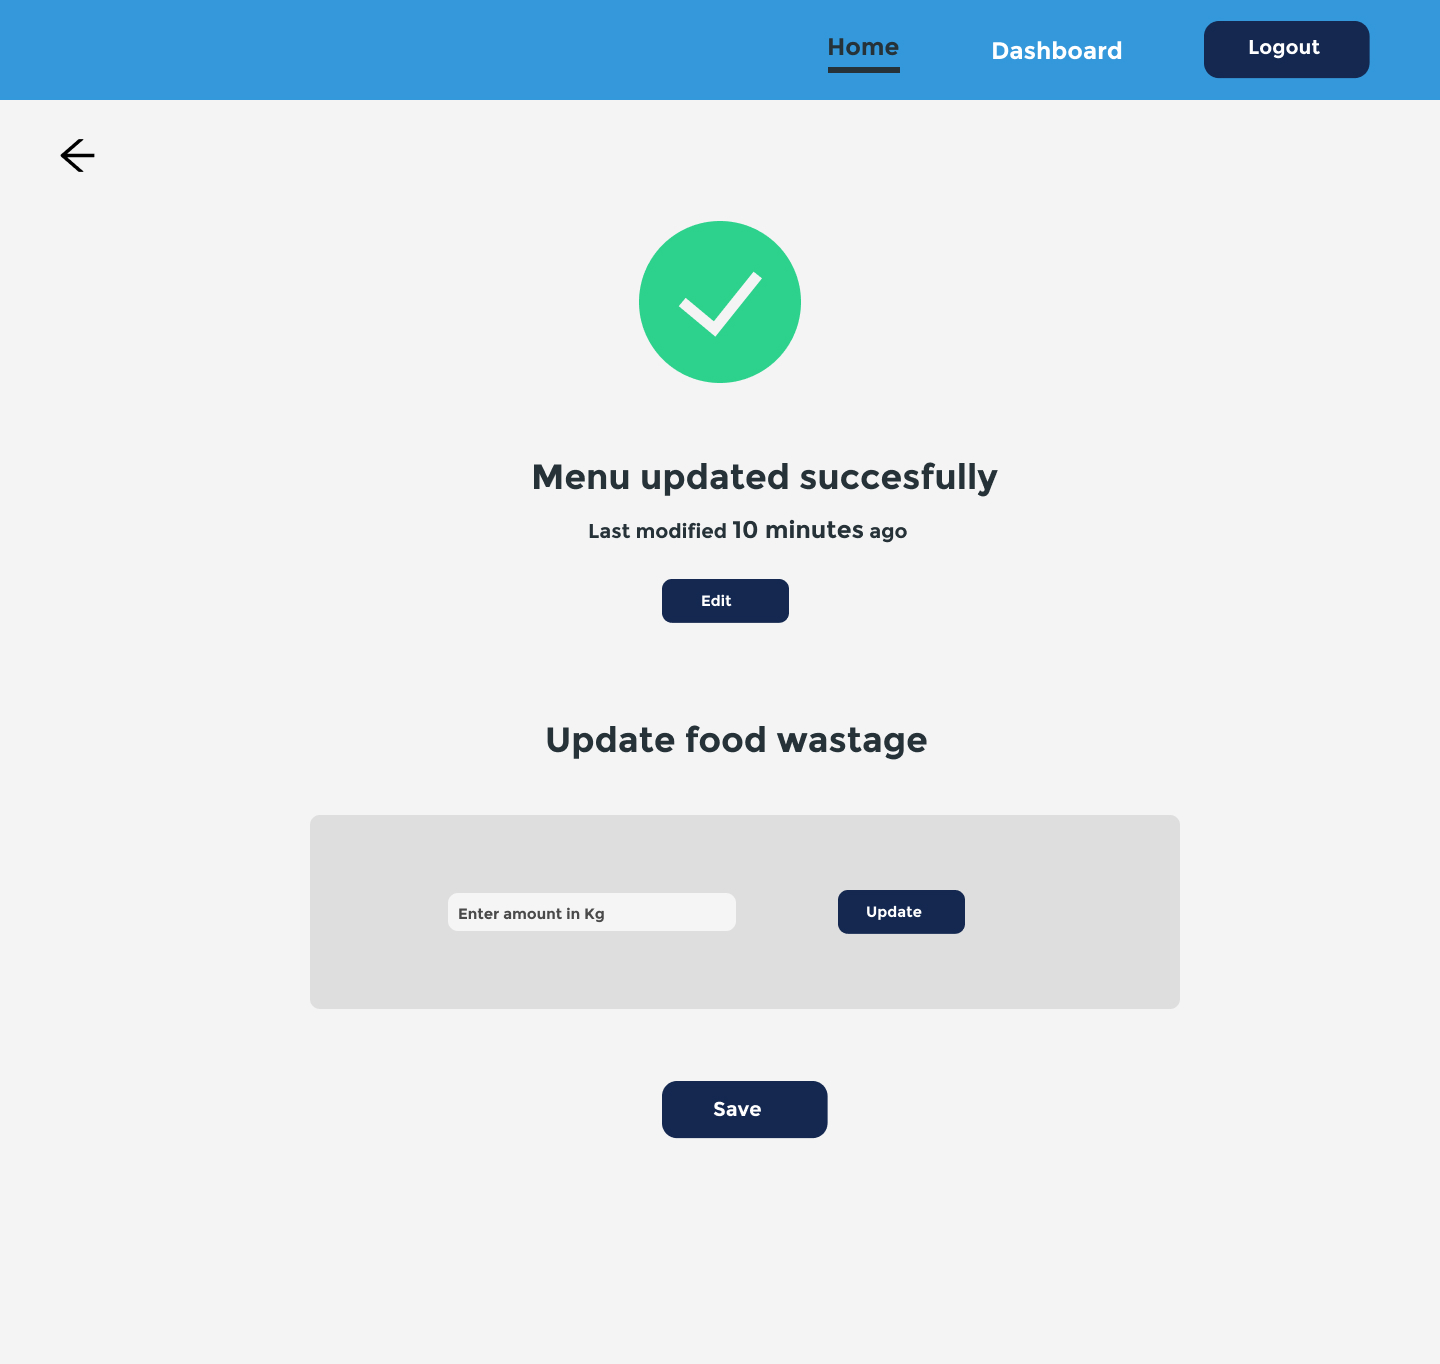 Home Dashboard Logout
Menu updated succesfully
Last modified 10 minutes ago
Edit
Update food wastage
Enter amount in Kg Update
Save